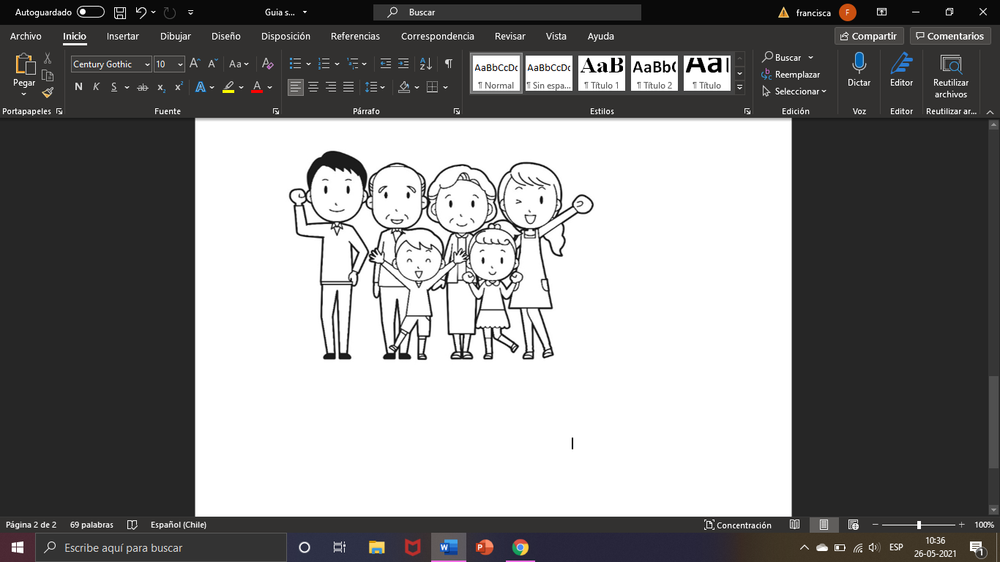 Autoguardado Guia s... Buscar francisca F
Archivo Inicio Insertar Dibujar Diseño Disposición Referencias Correspondencia Revisar Vista Ayuda Compartir Comentarios
Pegar
Century Gothic 10 Aa
N K S ab x₂ x² A A
AaBbCcDc AaBbCcDc AaB AaBbC Aa
¶ Normal ¶ Sin espa... ¶ Título 1 ¶ Título 2 ¶ Título
Buscar
Reemplazar
Seleccionar
Dictar
Editor
Reutilizar
archivos
Portapapeles Fuente Párrafo Estilos Edición Voz Editor Reutilizar ar...
Página 2 de 2 69 palabras Español (Chile) Concentración 100%
Escribe aquí para buscar ESP 10:36
26-05-2021 1